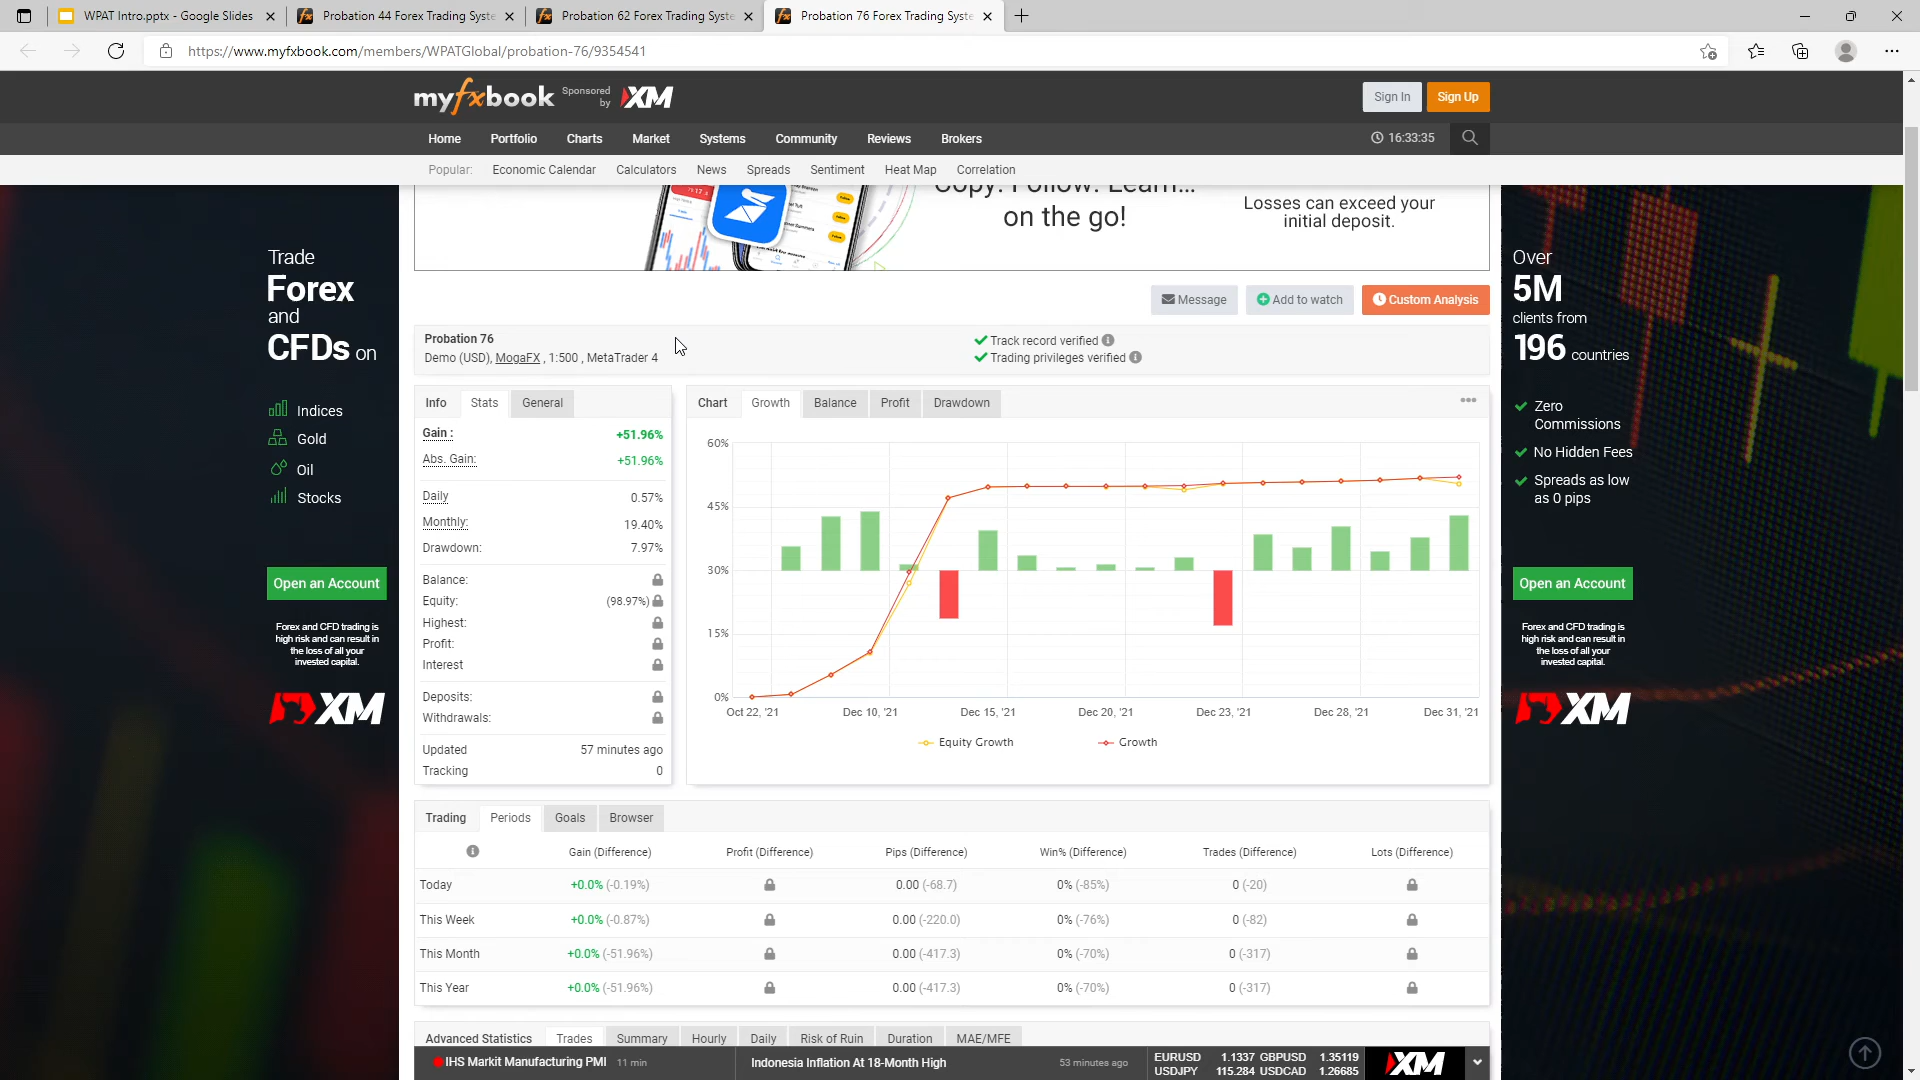 WPAT Intro.pptx - Google Slides
Probation 44 Forex Trading Syste
Probation 62 Forex Trading Syste
Probation 76 Forex Trading Syste
https://www.myfxbook.com/members/WPATGlobal/probation-76/9354541
myfxbook Sponsored by XM
Sign In Sign Up
Home Portfolio Charts Market Systems Community Reviews Brokers 16:33:35
Popular: Economic Calendar Calculators News Spreads Sentiment Heat Map Correlation
Copy. Follow. Learn...
on the go!
Losses can exceed your
initial deposit.
Trade
Forex
and
CFDs on
Indices
Gold
Oil
Stocks
Open an Account
Forex and CFD trading is
high risk and can result in
the loss of all your
invested capital.
XM
Message Add to watch Custom Analysis
Probation 76
Demo (USD), MogaFX , 1:500 , MetaTrader 4
Track record verified
Trading privileges verified
Info Stats General
Gain : +51.96%
Abs. Gain: +51.96%
Daily 0.57%
Monthly: 19.40%
Drawdown: 7.97%
Balance:
Equity: (98.97%)
Highest:
Profit:
Interest
Deposits:
Withdrawals:
Updated 57 minutes ago
Tracking 0
Chart Growth Balance Profit Drawdown
60%
45%
30%
15%
0%
Oct 22, '21 Dec 10, '21 Dec 15, '21 Dec 20, '21 Dec 23, '21 Dec 28, '21 Dec 31, '21
Equity Growth Growth
Over
5M
clients from
196 countries
Zero
Commissions
No Hidden Fees
Spreads as low
as 0 pips
Open an Account
Forex and CFD trading is
high risk and can result in
the loss of all your
invested capital.
XM
Trading Periods Goals Browser
Gain (Difference) Profit (Difference) Pips (Difference) Win% (Difference) Trades (Difference) Lots (Difference)
Today +0.0% (-0.19%) 0.00 (-68.7) 0% (-85%) 0 (-20)
This Week +0.0% (-0.87%) 0.00 (-220.0) 0% (-76%) 0 (-82)
This Month +0.0% (-51.96%) 0.00 (-417.3) 0% (-70%) 0 (-317)
This Year +0.0% (-51.96%) 0.00 (-417.3) 0% (-70%) 0 (-317)
Advanced Statistics Trades Summary Hourly Daily Risk of Ruin Duration MAE/MFE
IHS Markit Manufacturing PMI 11 min
Indonesia Inflation At 18-Month High 53 minutes ago
EURUSD 1.1337 GBPUSD 1.35119
USDJPY 115.284 USDCAD 1.26685
XM